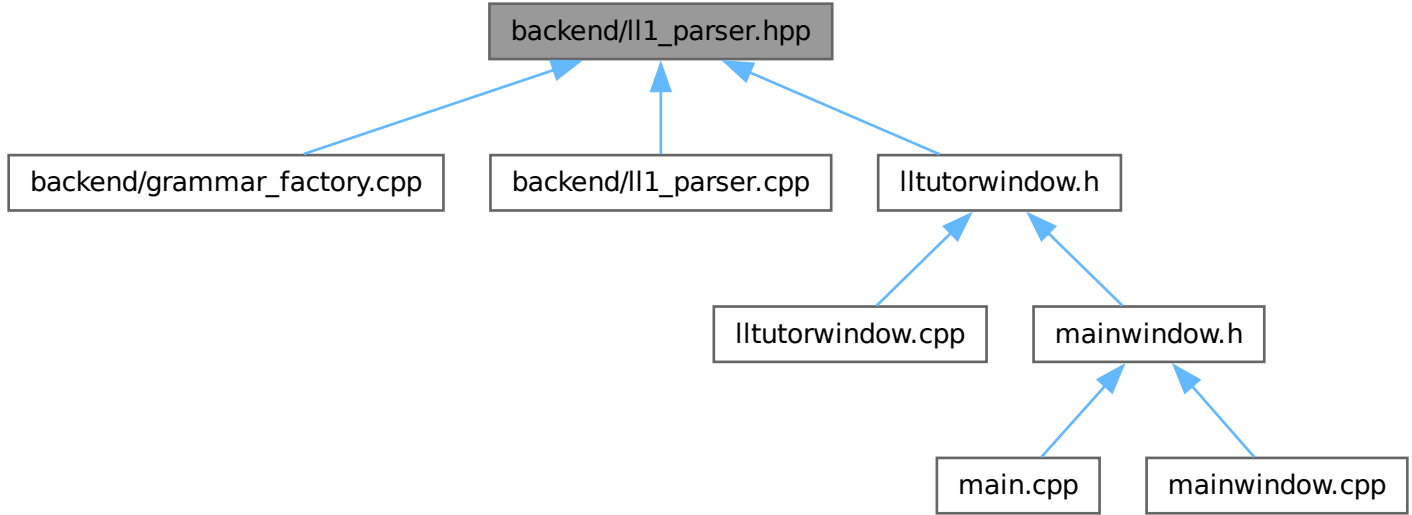 backend/ll1_parser.hpp
backend/grammar_factory.cpp
backend/ll1_parser.cpp
lltutorwindow.h
lltutorwindow.cpp
mainwindow.h
main.cpp
mainwindow.cpp